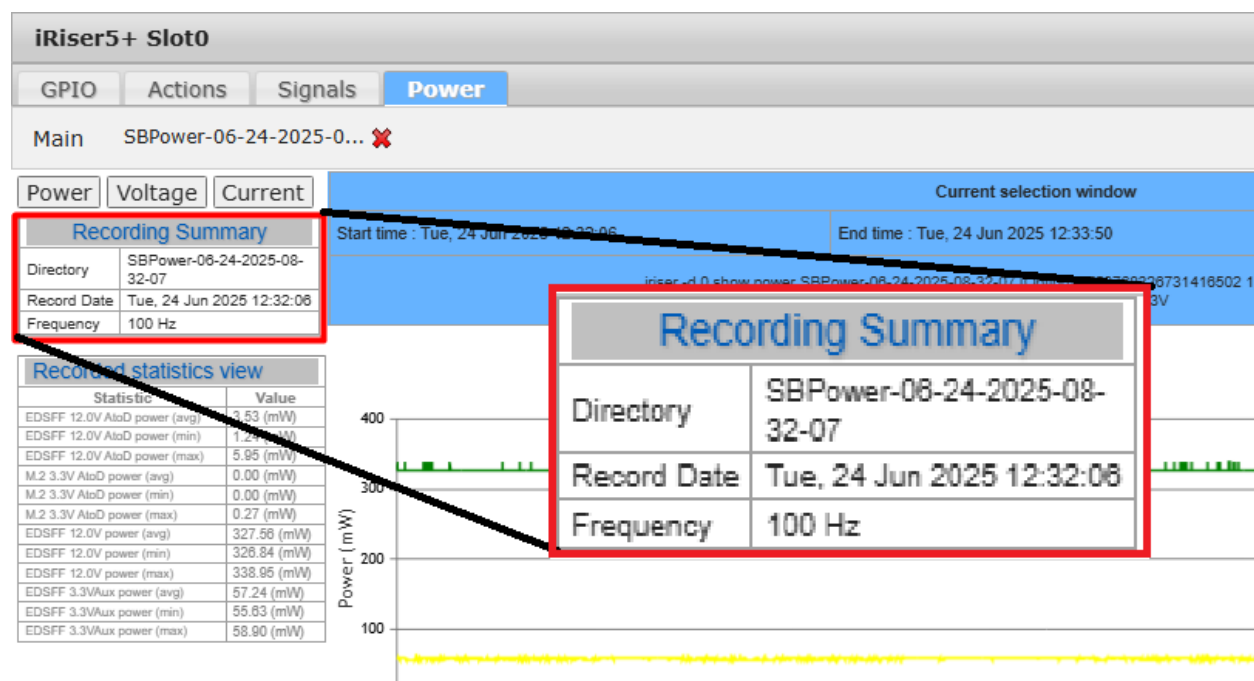 iRiser5+ Slot0
GPIO Actions Signals Power
Main SBPower-06-24-2025-0...
Power Voltage Current
Current selection window
Recording Summary
Directory SBPower-06-24-2025-08-
32-07
Record Date Tue, 24 Jun 2025 12:32:06
Frequency 100 Hz
Start time : Tue, 24 Jun
End time : Tue, 24 Jun 2025 12:33:50
iriser -d 0 show power
Recording Summary
Directory SBPower-06-24-2025-08-
32-07
Record Date Tue, 24 Jun 2025 12:32:06
Frequency 100 Hz
Recorded statistics view
Statistic Value
EDSFF 12.0V AtoD power (avg) 3.53 (mW)
EDSFF 12.0V AtoD power (min) 1.24 (mW)
EDSFF 12.0V AtoD power (max) 5.95 (mW)
M.2 3.3V AtoD power (avg) 0.00 (mW)
M.2 3.3V AtoD power (min) 0.00 (mW)
M.2 3.3V AtoD power (max) 0.27 (mW)
EDSFF 12.0V power (avg) 327.56 (mW)
EDSFF 12.0V power (min) 326.84 (mW)
EDSFF 12.0V power (max) 338.95 (mW)
EDSFF 3.3VAux power (avg) 57.24 (mW)
EDSFF 3.3VAux power (min) 55.63 (mW)
EDSFF 3.3VAux power (max) 58.90 (mW)
Power (mW)
400
300
200
100